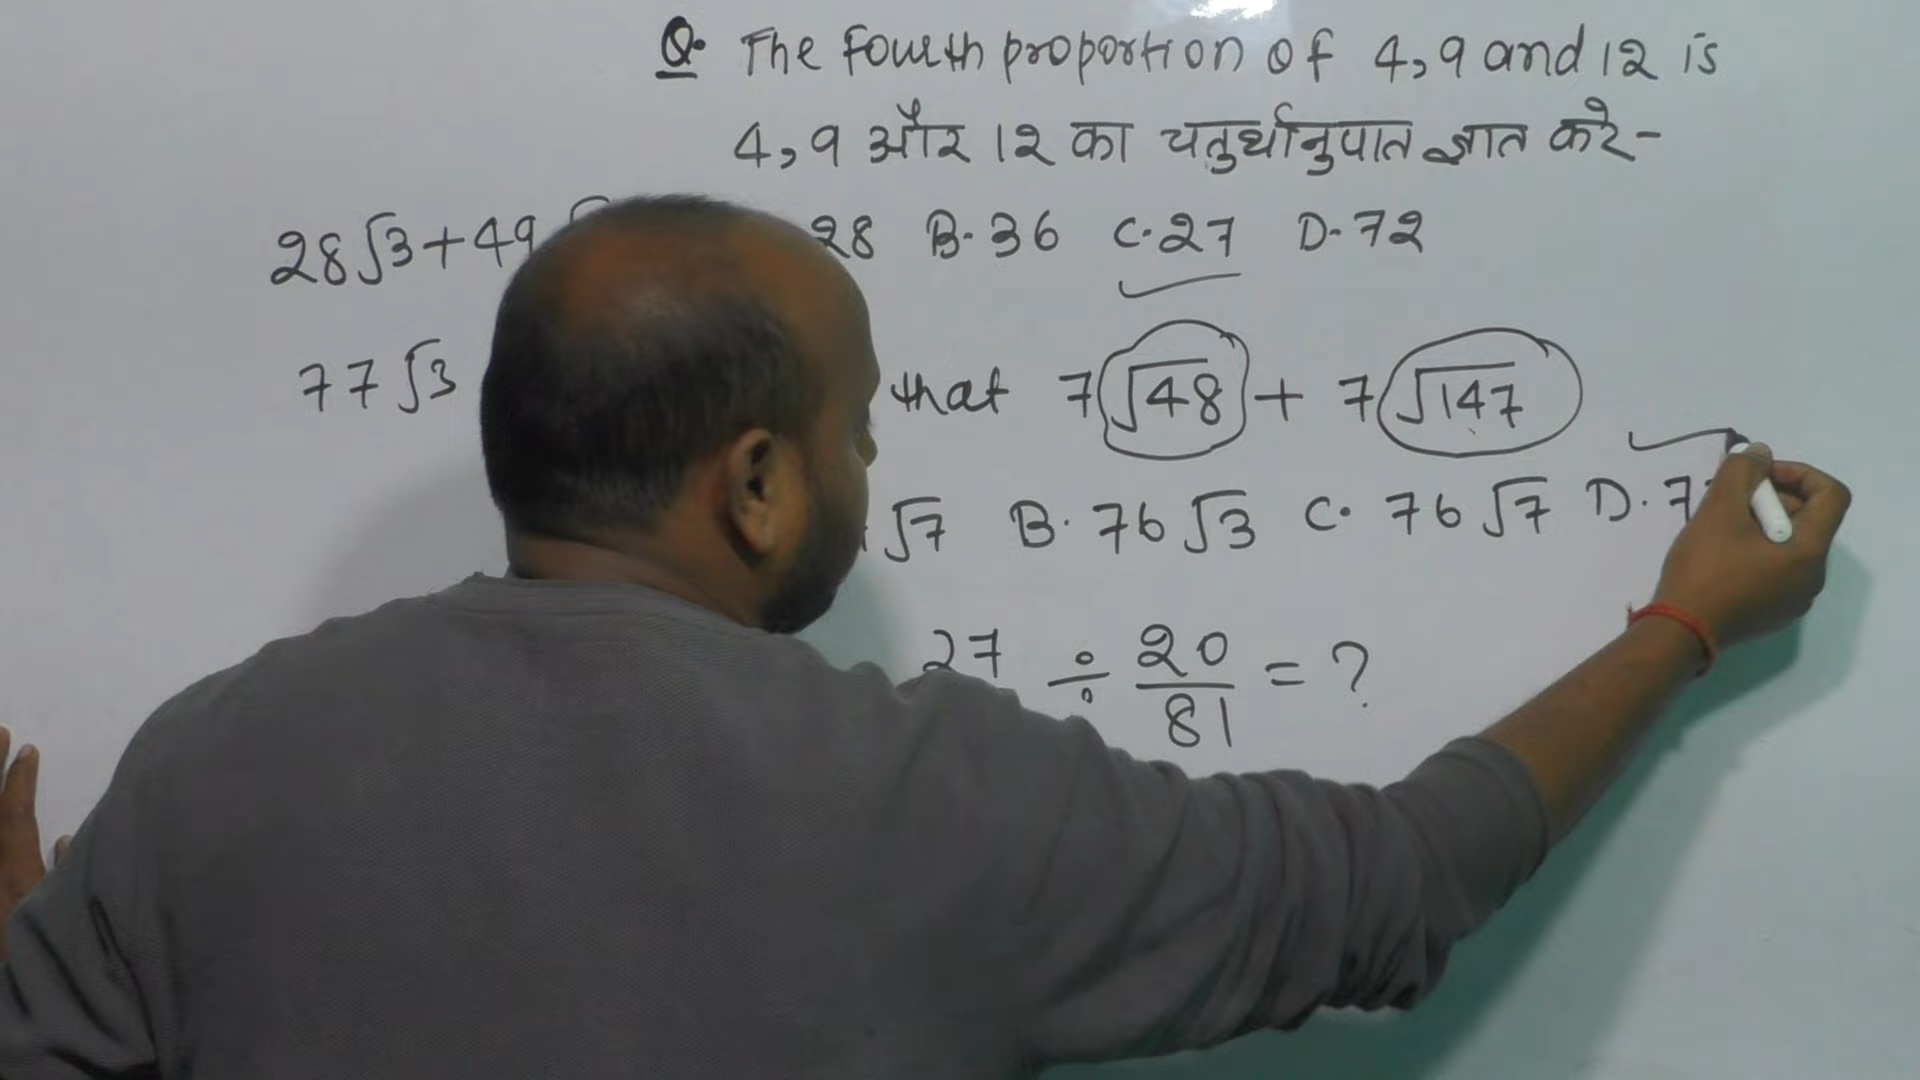 Q. The Fourth proportion of 4,9 and 12 is
4,9 और 12 का चतुर्थानुपात ज्ञात करे-
28√3+49
28 B. 36 C. 27 D. 72
77√3
that 7√48 + 7√147
√7 B. 76√3 C. 76√7 D. 7
27 ÷ 20/81 = ?